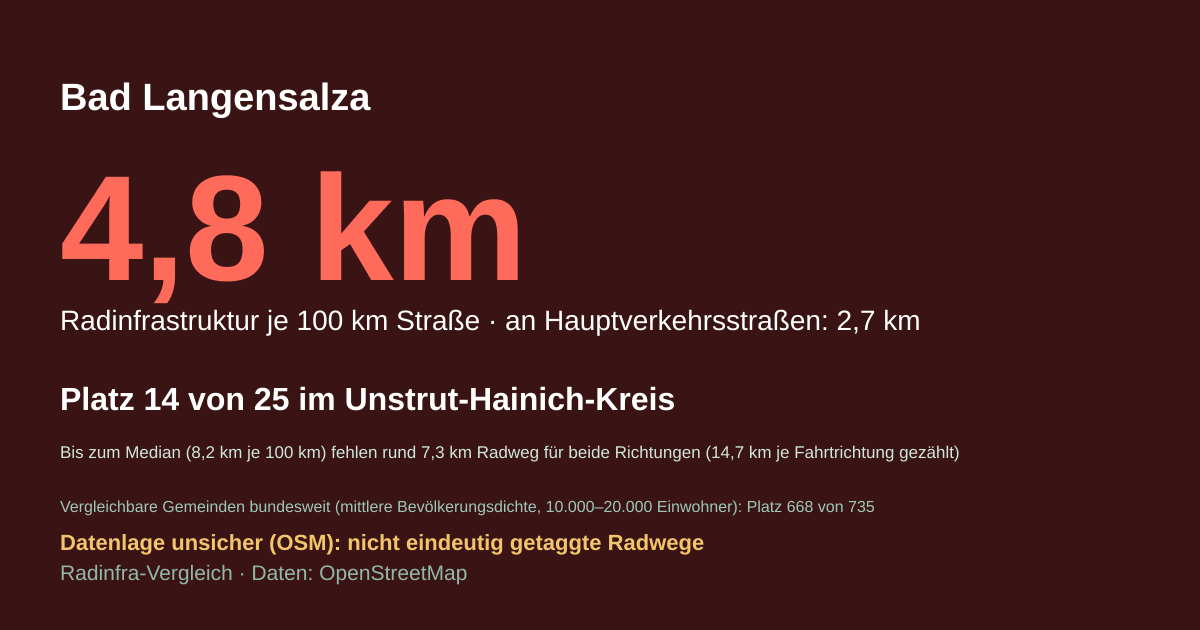 Bad Langensalza
4,8 km
Radinfrastruktur je 100 km Straße · an Hauptverkehrsstraßen: 2,7 km
Platz 14 von 25 im Unstrut-Hainich-Kreis
Bis zum Median (8,2 km je 100 km) fehlen rund 7,3 km Radweg für beide Richtungen (14,7 km je Fahrtrichtung gezählt)
Vergleichbare Gemeinden bundesweit (mittlere Bevölkerungsdichte, 10.000–20.000 Einwohner): Platz 668 von 735
Datenlage unsicher (OSM): nicht eindeutig getaggte Radwege
Radinfra-Vergleich · Daten: OpenStreetMap